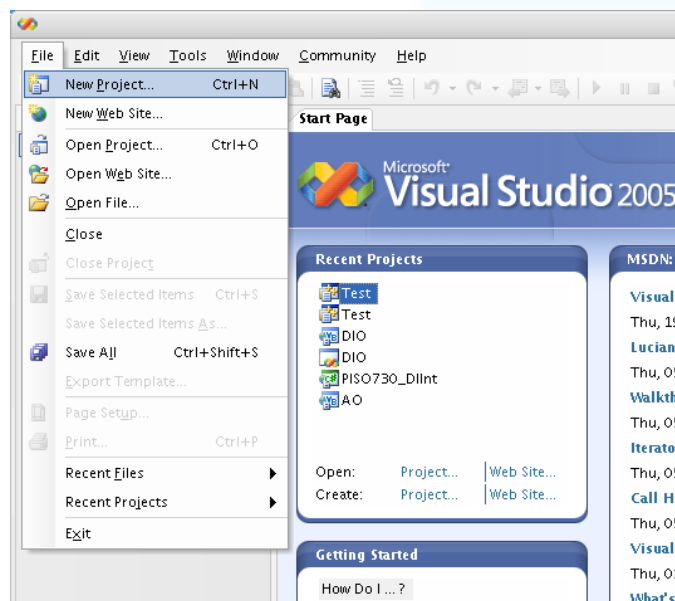 File Edit View Tools Window Community Help
New Project... Ctrl+N
New Web Site...
Open Project... Ctrl+O
Open Web Site...
Open File...
Close
Close Project
Save Selected Items Ctrl+S
Save Selected Items As...
Save All Ctrl+Shift+S
Export Template...
Page Setup...
Print... Ctrl+P
Recent Files
Recent Projects
Exit
Start Page
Microsoft
Visual Studio 2005
Recent Projects
Test
Test
DIO
DIO
PISO730_DIInt
AO
Open: Project... Web Site...
Create: Project... Web Site...
Getting Started
How Do I ... ?
MSDN:
Visual
Thu, 
Lucian
Thu, 
Thu, 
Thu, 
Call H
Thu, 
Visual
Thu, 
What's